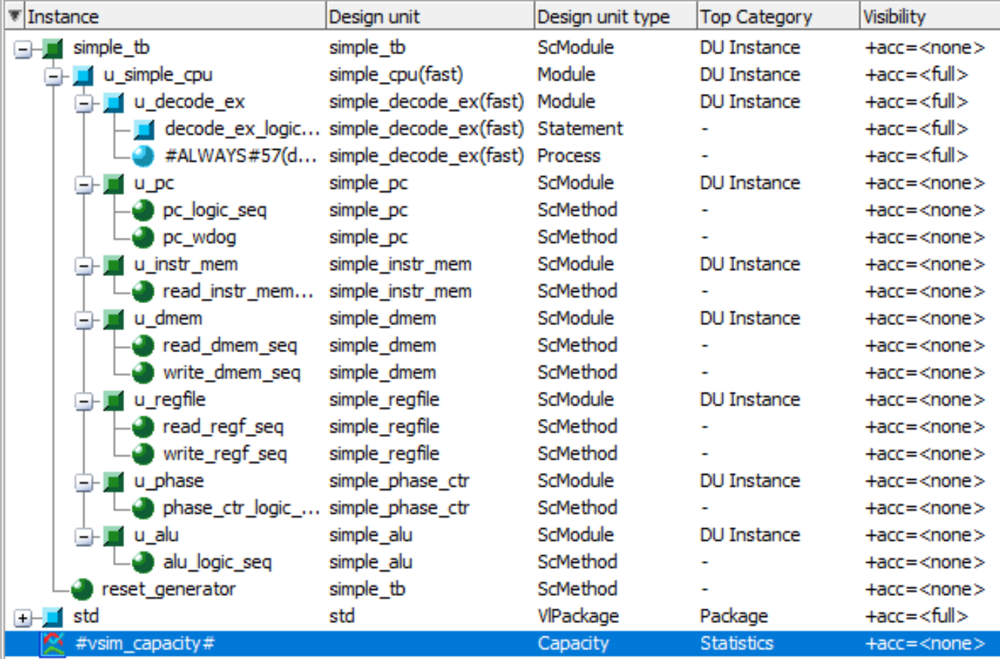 Instance Design unit Design unit type Top Category Visibility
simple_tb simple_tb ScModule DU Instance +acc=<none>
u_simple_cpu simple_cpu(fast) Module DU Instance +acc=<full>
u_decode_ex simple_decode_ex(fast) Module DU Instance +acc=<full>
decode_ex_logic... simple_decode_ex(fast) Statement - +acc=<full>
#ALWAYS#57(d... simple_decode_ex(fast) Process - +acc=<full>
u_pc simple_pc ScModule DU Instance +acc=<none>
pc_logic_seq simple_pc ScMethod - +acc=<none>
pc_wdog simple_pc ScMethod - +acc=<none>
u_instr_mem simple_instr_mem ScModule DU Instance +acc=<none>
read_instr_mem... simple_instr_mem ScMethod - +acc=<none>
u_dmem simple_dmem ScModule DU Instance +acc=<none>
read_dmem_seq simple_dmem ScMethod - +acc=<none>
write_dmem_seq simple_dmem ScMethod - +acc=<none>
u_regfile simple_regfile ScModule DU Instance +acc=<none>
read_regf_seq simple_regfile ScMethod - +acc=<none>
write_regf_seq simple_regfile ScMethod - +acc=<none>
u_phase simple_phase_ctr ScModule DU Instance +acc=<none>
phase_ctr_logic_... simple_phase_ctr ScMethod - +acc=<none>
u_alu simple_alu ScModule DU Instance +acc=<none>
alu_logic_seq simple_alu ScMethod - +acc=<none>
reset_generator simple_tb ScMethod - +acc=<none>
std std VlPackage Package +acc=<full>
#vsim_capacity# Capacity Statistics +acc=<none>